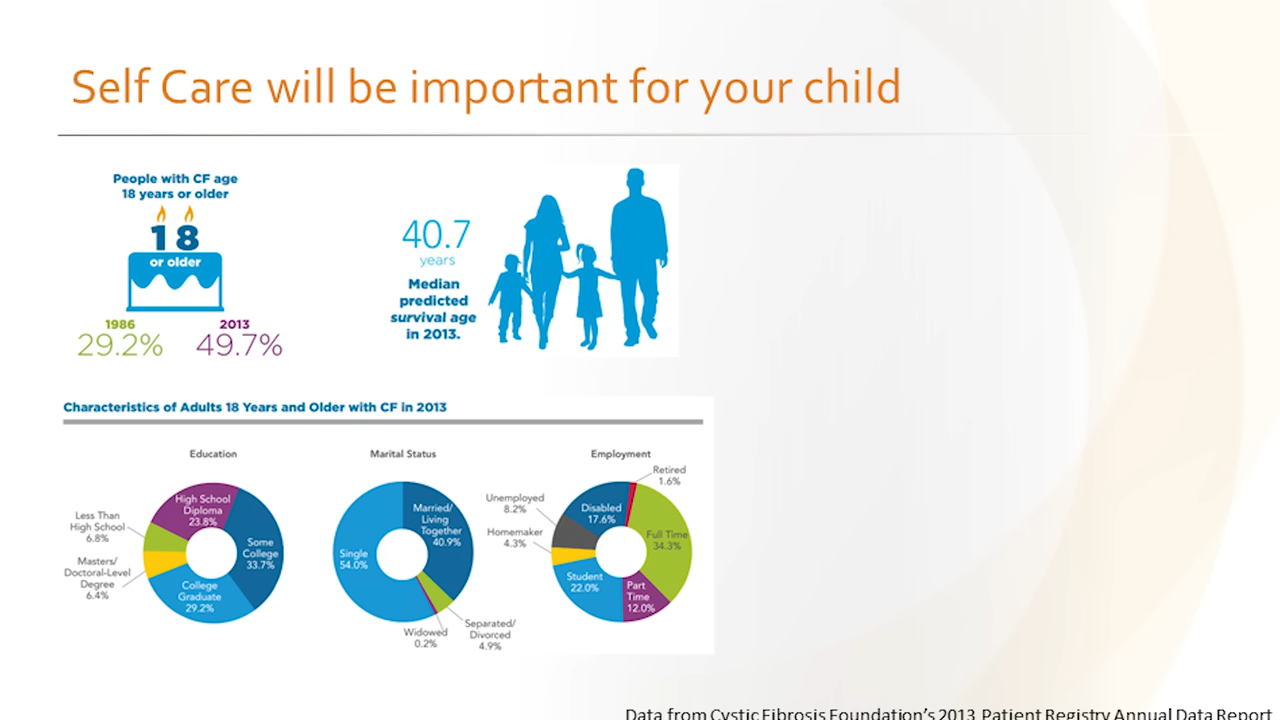 Self Care will be important for your child
People with CF age
18 years or older
18
or older
1986
29.2%
2013
49.7%
40.7
years
Median
predicted
survival age
in 2013.
Characteristics of Adults 18 Years and Older with CF in 2013
Education
High School
Diploma
23.8%
Some
College
33.7%
College
Graduate
29.2%
Masters/
Doctoral-Level
Degree
6.4%
Less Than
High School
6.8%
Marital Status
Married/
Living
Together
40.9%
Separated/
Divorced
4.9%
Widowed
0.2%
Single
54.0%
Employment
Retired
1.6%
Full Time
34.3%
Part
Time
12.0%
Student
22.0%
Homemaker
4.3%
Unemployed
8.2%
Disabled
17.6%
Data from Cystic Fibrosis Foundation's 2013 Patient Registry Annual Data Report